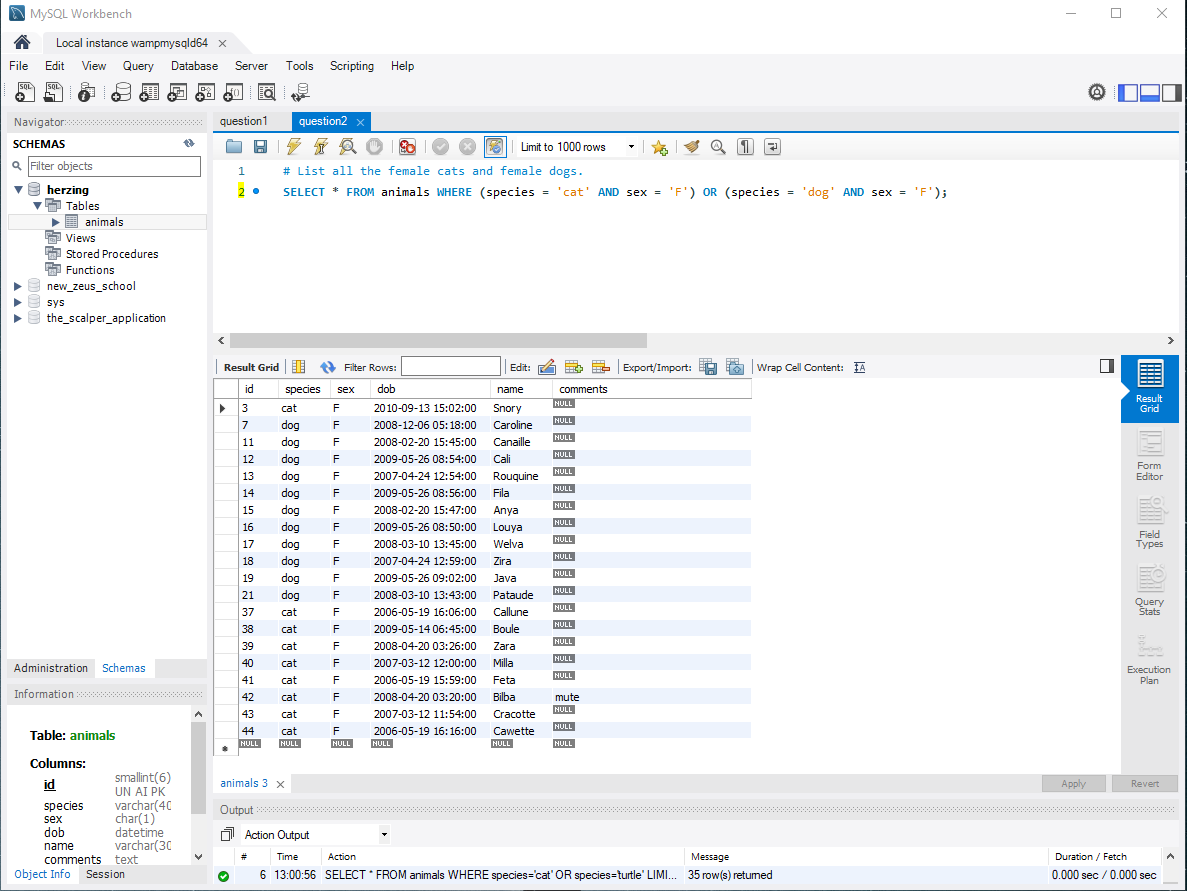 MySQL Workbench
Local instance wampmysqld64
File Edit View Query Database Server Tools Scripting Help
Navigator
SCHEMAS
Filter objects
herzing
Tables
animals
Views
Stored Procedures
Functions
new_zeus_school
sys
the_scalper_application
Administration Schemas
Information
Table: animals
Columns:
id smallint(6)
UN AI PK
species varchar(40
sex char(1)
dob datetime
name varchar(30
comments text
Object Info Session
question1 question2
Limit to 1000 rows
1 # List all the female cats and female dogs.
2 SELECT * FROM animals WHERE (species = 'cat' AND sex = 'F') OR (species = 'dog' AND sex = 'F');
Result Grid Filter Rows: Edit: Export/Import: Wrap Cell Content:
id species sex dob name comments
3 cat F 2010-09-13 15:02:00 Snory NULL
7 dog F 2008-12-06 05:18:00 Caroline NULL
11 dog F 2008-02-20 15:45:00 Canaille NULL
12 dog F 2009-05-26 08:54:00 Cali NULL
13 dog F 2007-04-24 12:54:00 Rouquine NULL
14 dog F 2009-05-26 08:56:00 Fila NULL
15 dog F 2008-02-20 15:47:00 Anya NULL
16 dog F 2009-05-26 08:50:00 Louya NULL
17 dog F 2008-03-10 13:45:00 Welva NULL
18 dog F 2007-04-24 12:59:00 Zira NULL
19 dog F 2009-05-26 09:02:00 Java NULL
21 dog F 2008-03-10 13:43:00 Pataude NULL
37 cat F 2006-05-19 16:06:00 Callune NULL
38 cat F 2009-05-14 06:45:00 Boule NULL
39 cat F 2008-04-20 03:26:00 Zara NULL
40 cat F 2007-03-12 12:00:00 Milla NULL
41 cat F 2006-05-19 15:59:00 Feta NULL
42 cat F 2008-04-20 03:20:00 Bilba mute
43 cat F 2007-03-12 11:54:00 Cracotte NULL
44 cat F 2006-05-19 16:16:00 Cawette NULL
NULL NULL NULL NULL NULL NULL
Result
Grid
Form
Editor
Field
Types
Query
Stats
Execution
Plan
animals 3
Apply Revert
Output
Action Output
# Time Action Message Duration / Fetch
6 13:00:56 SELECT * FROM animals WHERE species='cat' OR species='turtle' LIMI... 35 row(s) returned 0.000 sec / 0.000 sec